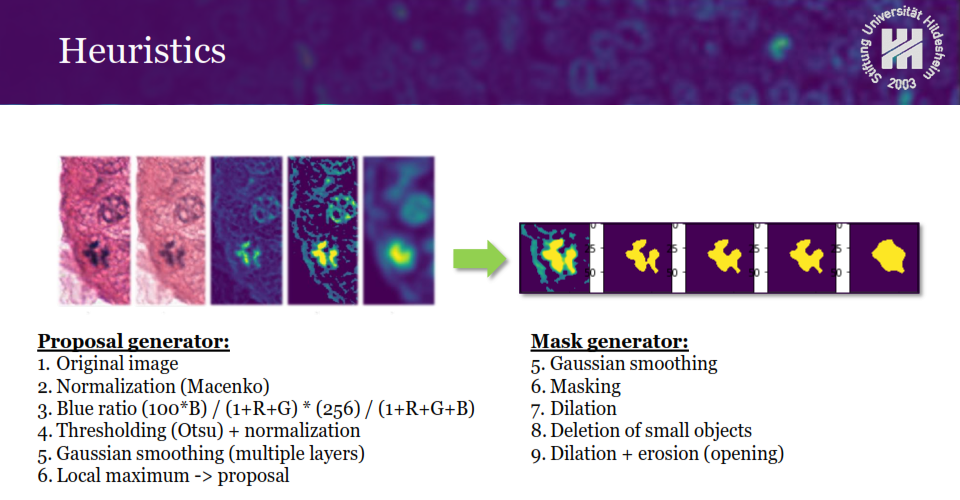 Heuristics
Stiftung Universität Hildesheim
2003
Proposal generator:
1. Original image
2. Normalization (Macenko)
3. Blue ratio (100*B) / (1+R+G) * (256) / (1+R+G+B)
4. Thresholding (Otsu) + normalization
5. Gaussian smoothing (multiple layers)
6. Local maximum -> proposal
Mask generator:
5. Gaussian smoothing
6. Masking
7. Dilation
8. Deletion of small objects
9. Dilation + erosion (opening)